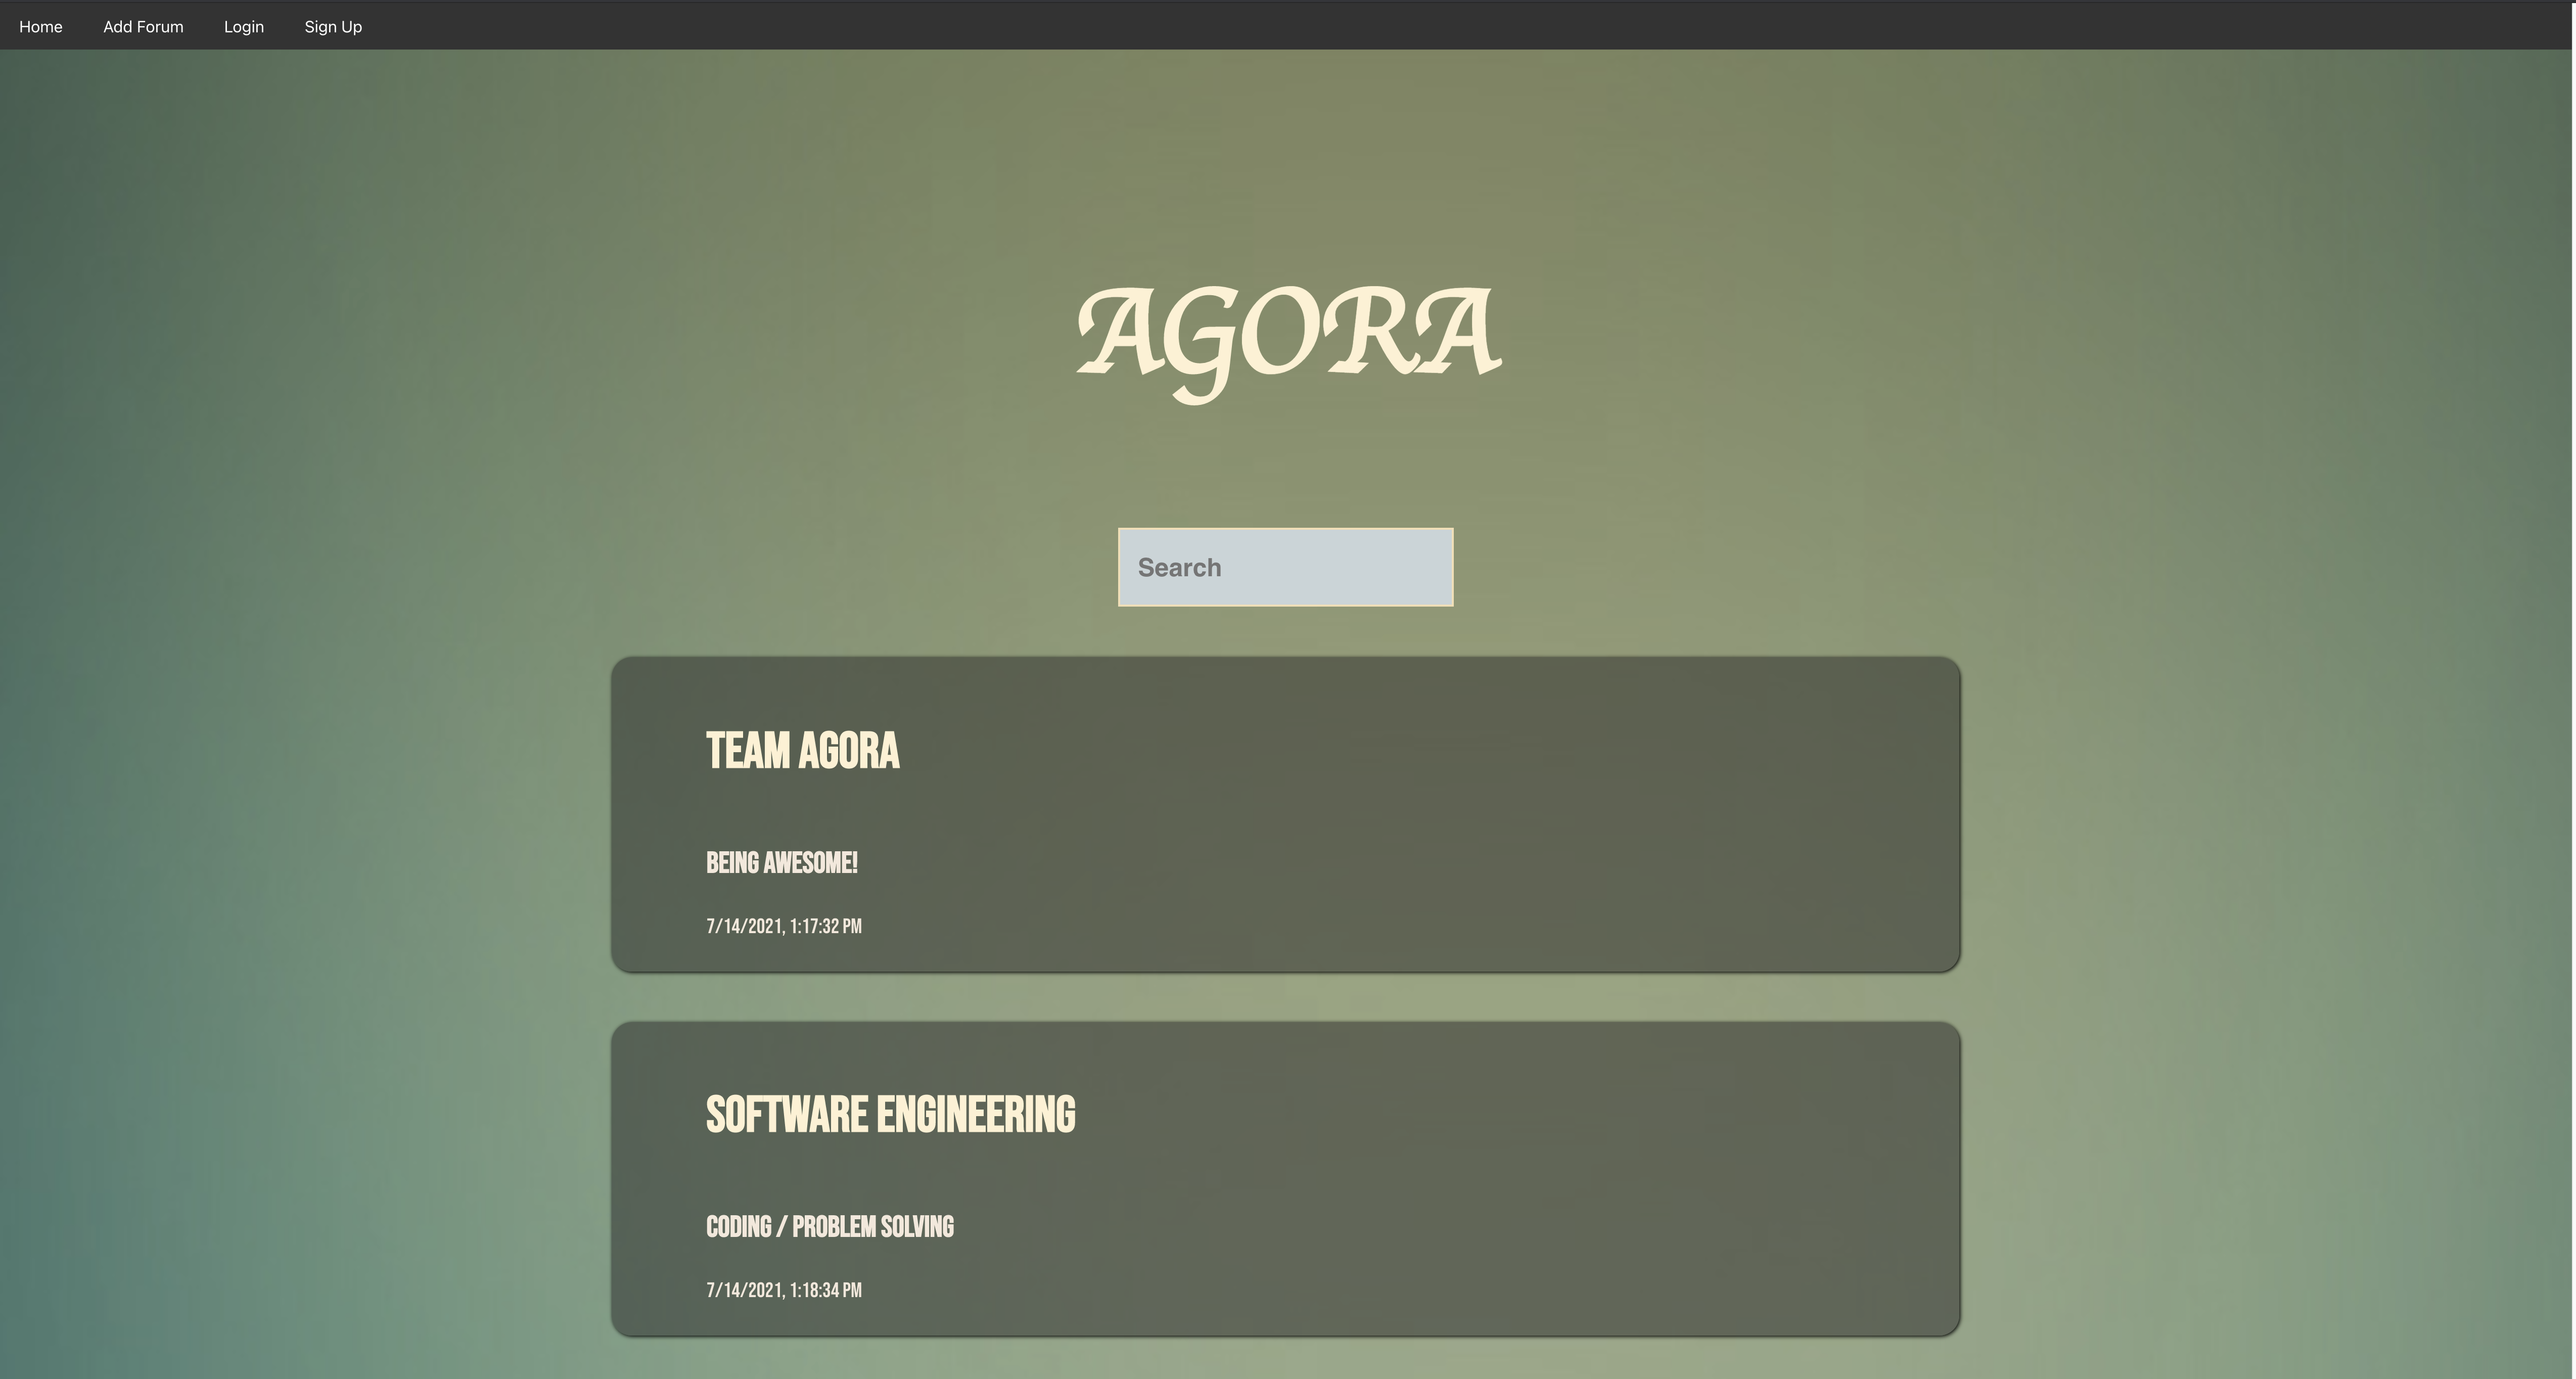 Home Add Forum Login Sign Up
AGORA
Search
TEAM AGORA
BEING AWESOME!
7/14/2021, 1:17:32 PM
SOFTWARE ENGINEERING
CODING / PROBLEM SOLVING
7/14/2021, 1:18:34 PM